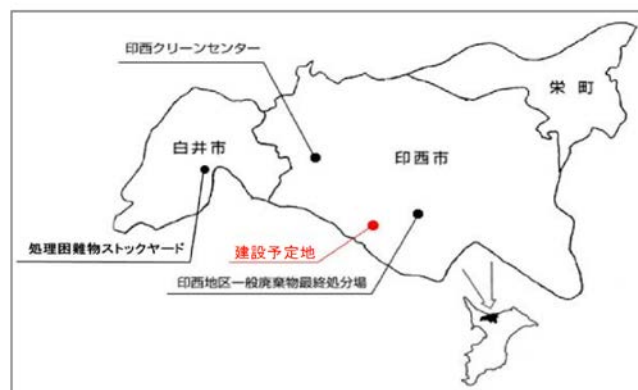 印西クリーンセンター
栄 町
白井市
印西市
処理困難物ストックヤード
建設予定地
印西地区一般廃棄物最終処分場